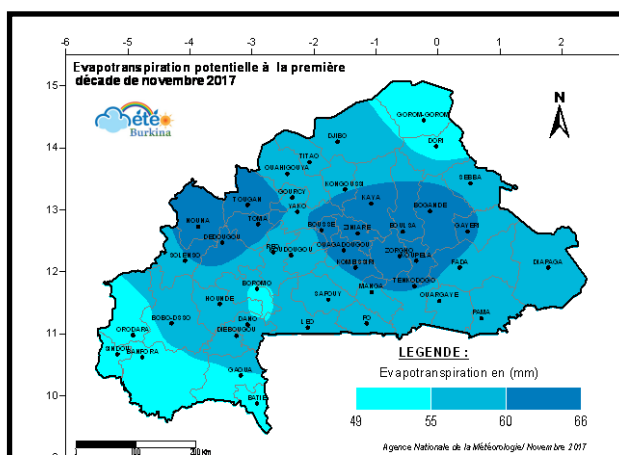 -6 -5 -4 -3 -2 -1 0 1 2
Evapotranspiration potentielle à la première
décade de novembre 2017
15
Météo
Burkina
N
GOROM-GOROM
DORI
DJIBO
14
TITAO
OUAHIGOUYA
SEBBA
KONGOUSSI
TOUGAN
GOURCY
KAYA
13
YAKO
BOGANDE
NOUNA
TOMA
BOUSSE
ZINIARE
BOULSA
GAYERI
DEDOUGOU
REO
KOUDOUGOU
OUAGADOUGOU
ZORGHO
KOUPELA
SOLENZO
KOMBISSIRI
FADA
DIAPAGA
12
BOROMO
MANGA
TENKODOGO
HOUNDE
SAPOUY
OUARGAYE
BOBO-DSSO
DANO
LEO
PO
PAMA
11
ORODARA
DIEBOUGOU
SINDOU
BANFORA
LEGENDE :
GAOUA
Evapotranspiration en (mm)
10
BATIE
49 55 60 66
9
0 100 200 Km
Agence Nationale de la Météorologie/ Novembre 2017